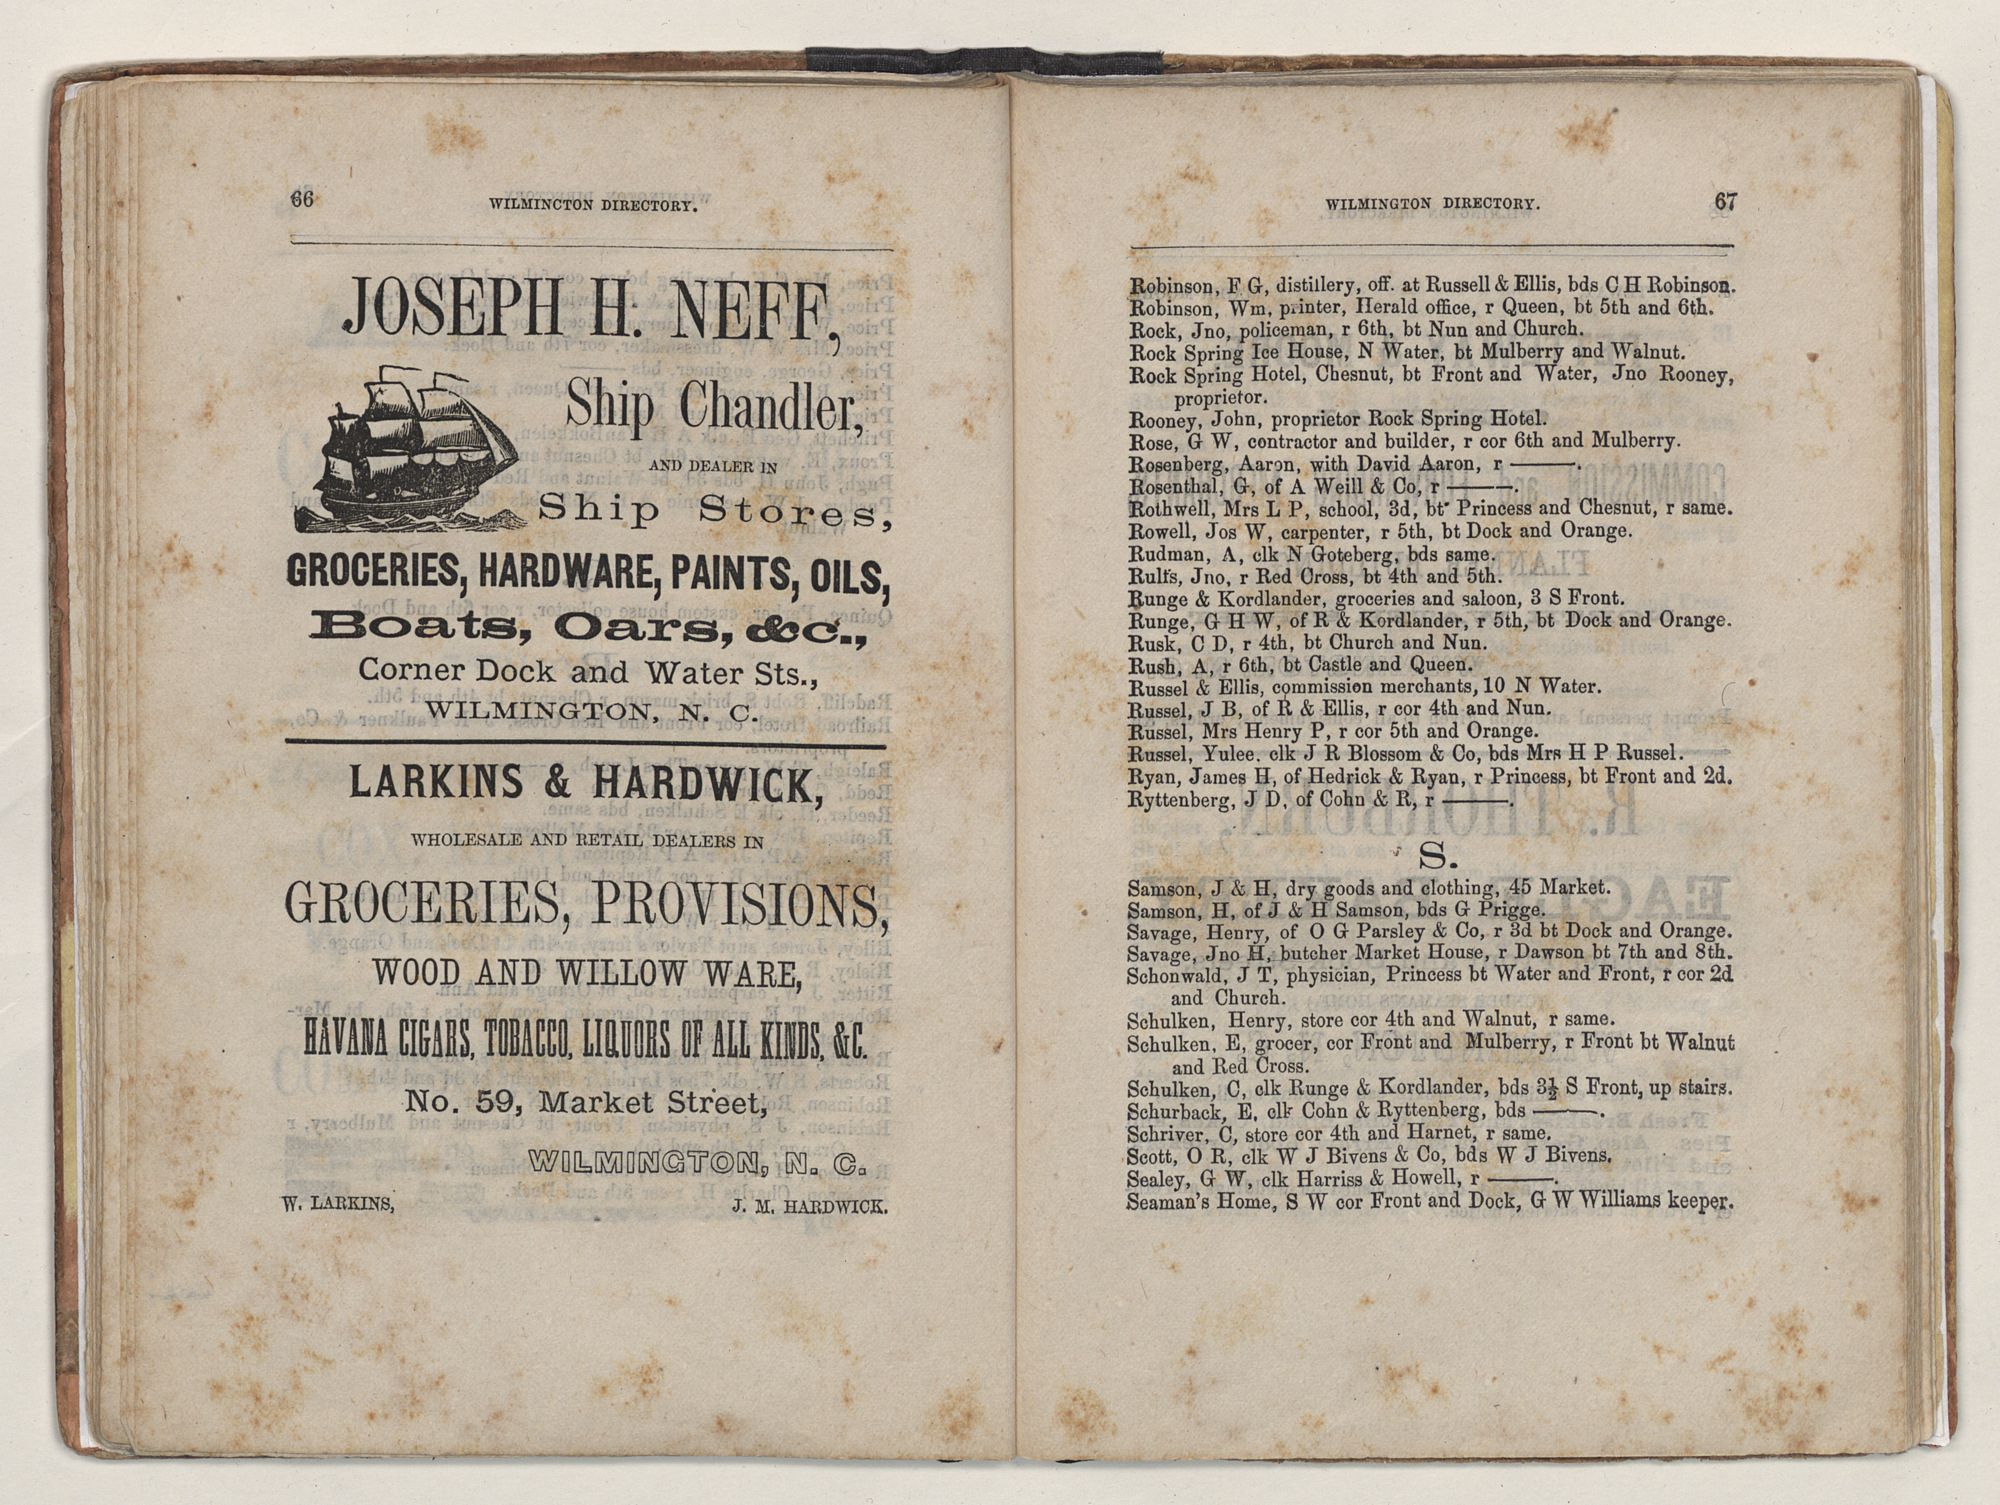 66
WILMINGTON DIRECTORY.
JOSEPH H. NEFF,
Ship Chandler,
AND DEALER IN
Ship Stores,
GROCERIES, HARDWARE, PAINTS, OILS,
Boats, Oars, &c.,
Corner Dock and Water Sts.,
WILMINGTON, N. C.
LARKINS & HARDWICK,
WHOLESALE AND RETAIL DEALERS IN
GROCERIES, PROVISIONS,
WOOD AND WILLOW WARE,
HAVANA CIGARS, TOBACCO, LIQUORS OF ALL KINDS, &C.
No. 59, Market Street,
WILMINGTON, N. C.
W. LARKINS,
J. M. HARDWICK.
WILMINGTON DIRECTORY.
67
Robinson, F G, distillery, off. at Russell & Ellis, bds C H Robinson.
Robinson, Wm, printer, Herald office, r Queen, bt 5th and 6th.
Rock, Jno, policeman, r 6th, bt Nun and Church.
Rock Spring Ice House, N Water, bt Mulberry and Walnut.
Rock Spring Hotel, Chesnut, bt Front and Water, Jno Rooney,
proprietor.
Rooney, John, proprietor Rock Spring Hotel.
Rose, G W, contractor and builder, r cor 6th and Mulberry.
Rosenberg, Aaron, with David Aaron, r ———.
Rosenthal, G, of A Weill & Co, r ———.
Rothwell, Mrs L P, school, 3d, bt Princess and Chesnut, r same.
Rowell, Jos W, carpenter, r 5th, bt Dock and Orange.
Rudman, A, clk N Goteberg, bds same.
Rulfs, Jno, r Red Cross, bt 4th and 5th.
Runge & Kordlander, groceries and saloon, 3 S Front.
Runge, G H W, of R & Kordlander, r 5th, bt Dock and Orange.
Rusk, C D, r 4th, bt Church and Nun.
Rush, A, r 6th, bt Castle and Queen.
Russel & Ellis, commission merchants, 10 N Water.
Russel, J B, of R & Ellis, r cor 4th and Nun.
Russel, Mrs Henry P, r cor 5th and Orange.
Russel, Yulee. clk J R Blossom & Co, bds Mrs H P Russel.
Ryan, James H, of Hedrick & Ryan, r Princess, bt Front and 2d.
Ryttenberg, J D, of Cohn & R, r ———.
S.
Samson, J & H, dry goods and clothing, 45 Market.
Samson, H, of J & H Samson, bds G Prigge.
Savage, Henry, of O G Parsley & Co, r 3d bt Dock and Orange.
Savage, Jno H, butcher Market House, r Dawson bt 7th and 8th.
Schonwald, J T, physician, Princess bt Water and Front, r cor 2d
and Church.
Schulken, Henry, store cor 4th and Walnut, r same.
Schulken, E, grocer, cor Front and Mulberry, r Front bt Walnut
and Red Cross.
Schulken, C, clk Runge & Kordlander, bds 3½ S Front, up stairs.
Schurback, E, clk Cohn & Ryttenberg, bds ———.
Schriver, C, store cor 4th and Harnet, r same.
Scott, O R, clk W J Bivens & Co, bds W J Bivens.
Sealey, G W, clk Harriss & Howell, r ———.
Seaman's Home, S W cor Front and Dock, G W Williams keeper.